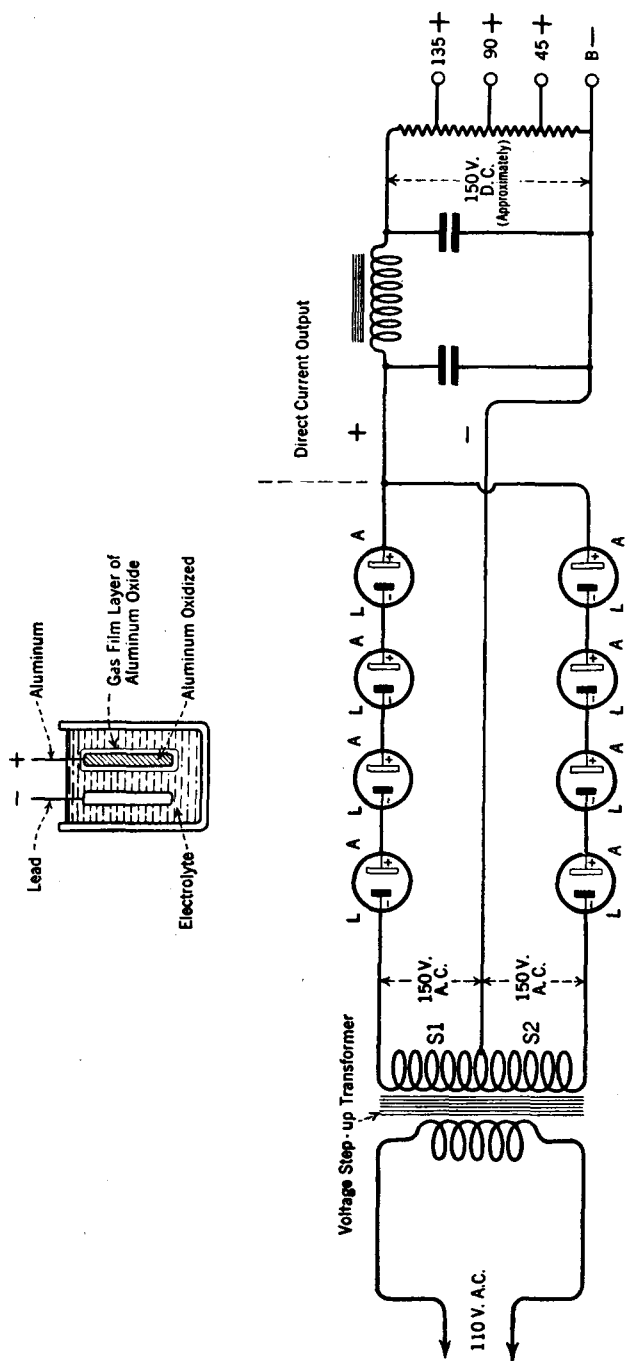 Lead
−
+
Aluminum
Gas Film Layer of
Aluminum Oxide
Aluminum Oxidized
Electrolyte
Voltage Step-up Transformer
110 V. A.C.
S1
S2
150 V.
A.C.
150 V.
A.C.
L A L A L A L A
- + - + - + - +
L A L A L A L A
- + - + - + - +
Direct Current Output
+
−
150 V.
D.C.
(Approximately)
135+
90+
45+
B—